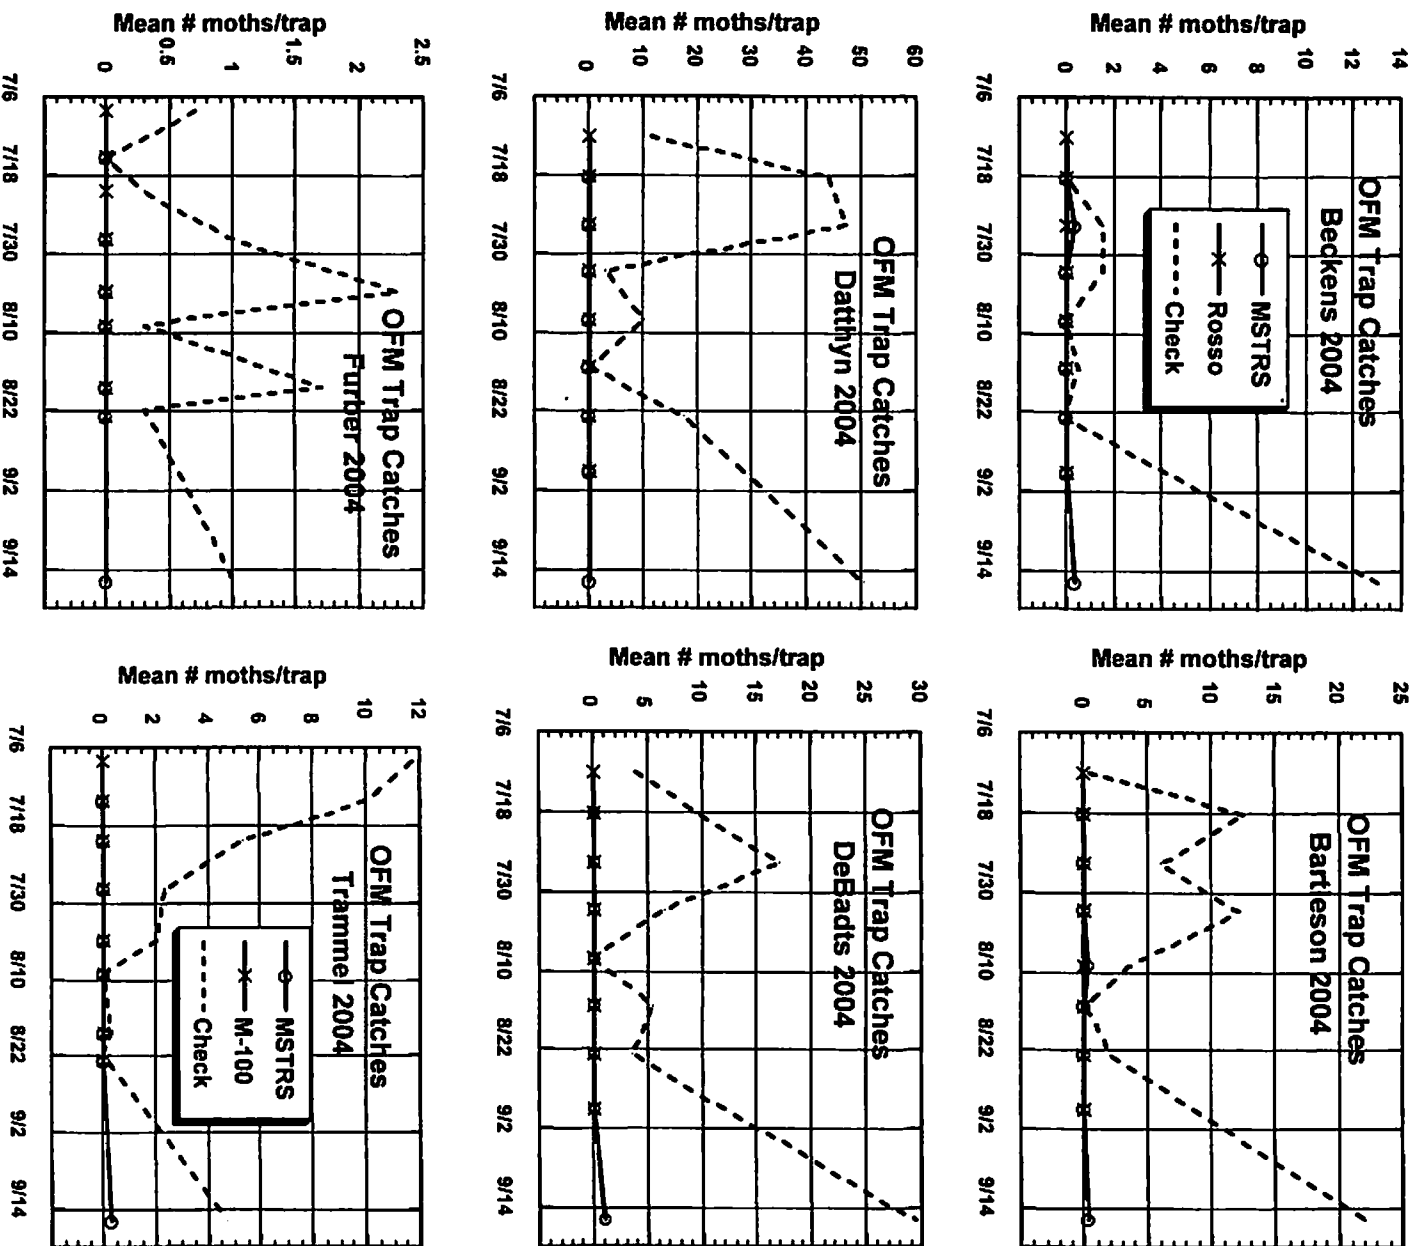 OFM Trap Catches
Beckens 2004
MSTRS
Rosso
Check
Mean # moths/trap
14
12
10
8
6
4
2
0
7/6 7/18 7/30 8/10 8/22 9/2 9/14
OFM Trap Catches
Bartleson 2004
Mean # moths/trap
25
20
15
10
5
0
7/6 7/18 7/30 8/10 8/22 9/2 9/14
OFM Trap Catches
Datthyn 2004
Mean # moths/trap
60
50
40
30
20
10
0
7/6 7/18 7/30 8/10 8/22 9/2 9/14
OFM Trap Catches
DeBadts 2004
Mean # moths/trap
30
25
20
15
10
5
0
7/6 7/18 7/30 8/10 8/22 9/2 9/14
OFM Trap Catches
Furber 2004
Mean # moths/trap
2.5
2
1.5
1
0.5
0
7/6 7/18 7/30 8/10 8/22 9/2 9/14
OFM Trap Catches
Trammel 2004
MSTRS
M-100
Check
Mean # moths/trap
12
10
8
6
4
2
0
7/6 7/18 7/30 8/10 8/22 9/2 9/14